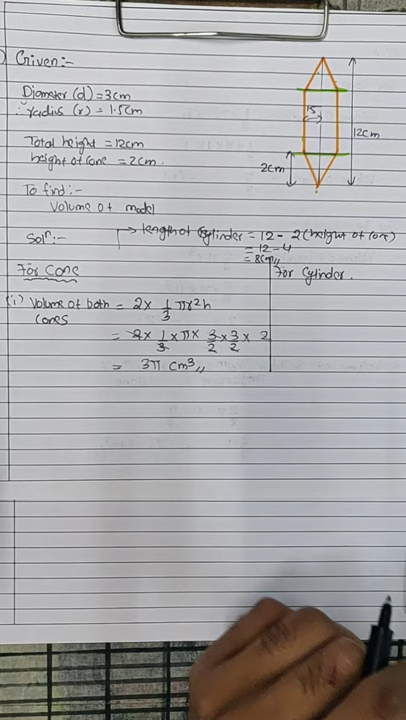 Given:-
Diameter (d) = 3cm
∴ radius (r) = 1.5cm
Total height = 12cm
height of cone = 2cm.
To find:-
Volume of model
Solⁿ:-
→ length of Cylinder = 12 - 2(height of cone)
= 12 - 4
= 8cm,,
For Cone
For Cylinder.
(i) Volume of both cones = 2 × 1/3 πr²h
= 2 × 1/3 × π × 3/2 × 3/2 × 2
= 3π cm³,,
1.5
12cm
2cm